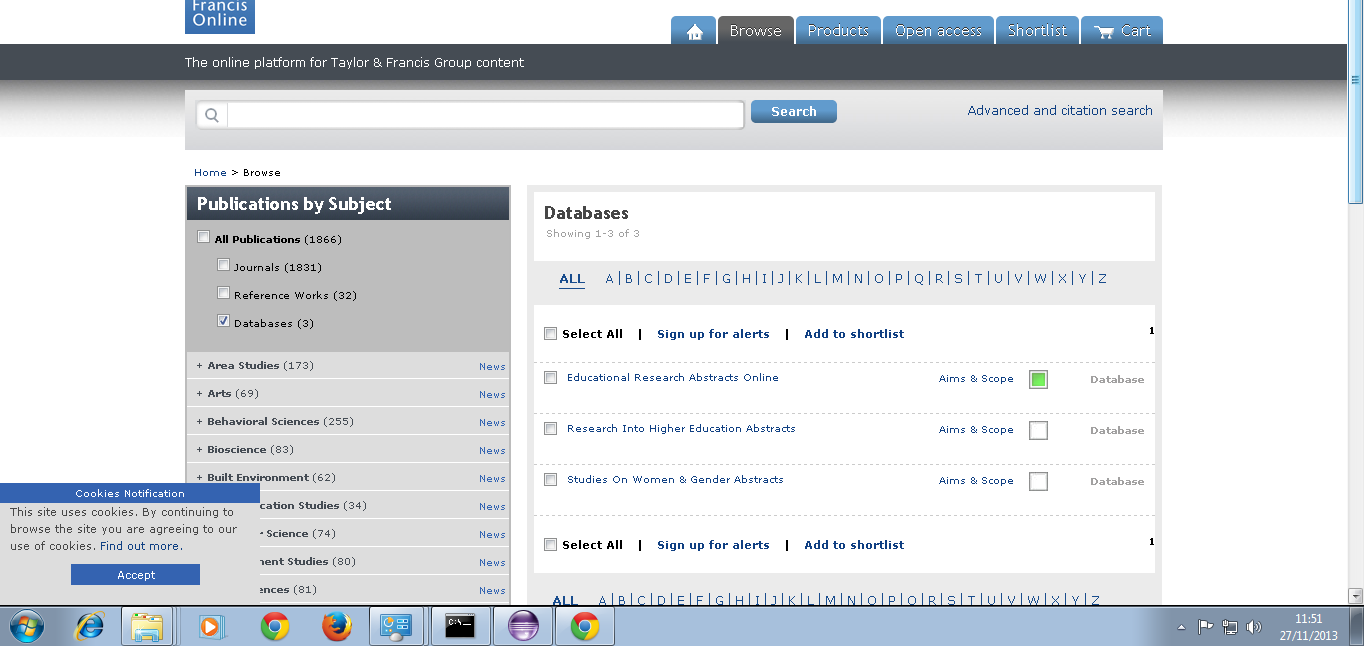 Francis
Online
Browse
Products
Open access
Shortlist
Cart
The online platform for Taylor & Francis Group content
Search
Advanced and citation search
Home > Browse
Publications by Subject
All Publications (1866)
Journals (1831)
Reference Works (32)
Databases (3)
+ Area Studies (173) News
+ Arts (69) News
+ Behavioral Sciences (255) News
+ Bioscience (83) News
+ Built Environment (62) News
cation Studies (34) News
Science (74) News
ment Studies (80) News
ences (81) News
Cookies Notification
This site uses cookies. By continuing to
browse the site you are agreeing to our
use of cookies. Find out more.
Accept
Databases
Showing 1-3 of 3
ALL A | B | C | D | E | F | G | H | I | J | K | L | M | N | O | P | Q | R | S | T | U | V | W | X | Y | Z
Select All | Sign up for alerts | Add to shortlist 1
Educational Research Abstracts Online Aims & Scope Database
Research Into Higher Education Abstracts Aims & Scope Database
Studies On Women & Gender Abstracts Aims & Scope Database
Select All | Sign up for alerts | Add to shortlist 1
ALL A | B | C | D | E | F | G | H | I | J | K | L | M | N | O | P | Q | R | S | T | U | V | W | X | Y | Z
C:\_
11:51
27/11/2013